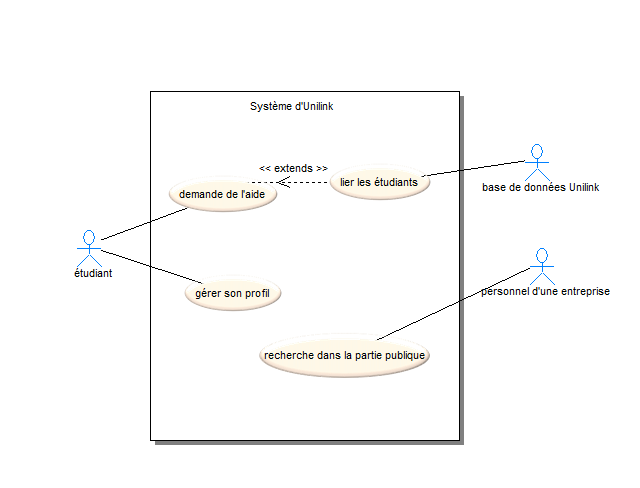 Système d'Unilink
<< extends >>
demande de l'aide
lier les étudiants
base de données Unilink
étudiant
gérer son profil
personnel d'une entreprise
recherche dans la partie publique